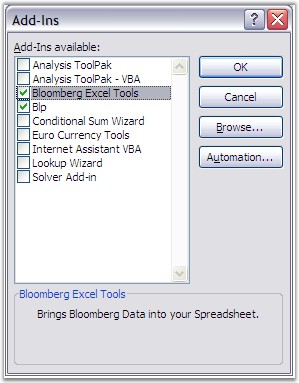 Add-Ins
Add-Ins available:
Analysis ToolPak
Analysis ToolPak - VBA
Bloomberg Excel Tools
Blp
Conditional Sum Wizard
Euro Currency Tools
Internet Assistant VBA
Lookup Wizard
Solver Add-in
OK
Cancel
Browse...
Automation...
Bloomberg Excel Tools
Brings Bloomberg Data into your Spreadsheet.